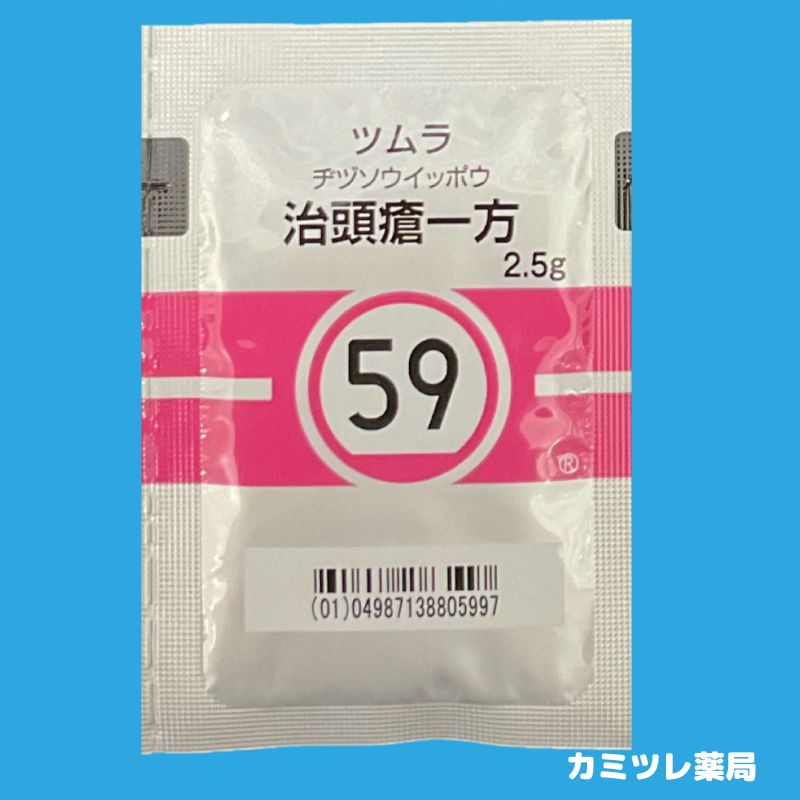 ツムラ
ヂヅソウイッポウ
治頭瘡一方
2.5g
59
®
(01)04987138805997
カミツレ薬局